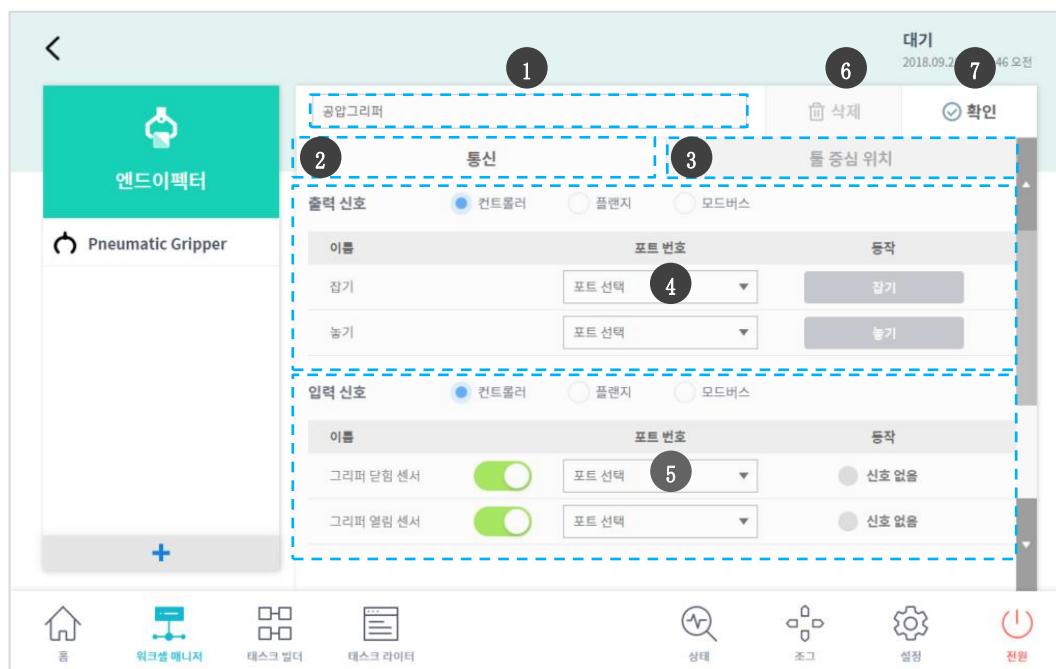 대기
2018.09.2 46 오전
1
6
7
공압그리퍼
삭제
확인
2
통신
3
툴 중심 위치
엔드이펙터
Pneumatic Gripper
출력 신호 컨트롤러 플랜지 모드버스
이름 포트 번호 동작
잡기 포트 선택 4 잡기
놓기 포트 선택 놓기
입력 신호 컨트롤러 플랜지 모드버스
이름 포트 번호 동작
그리퍼 닫힘 센서 포트 선택 5 신호 없음
그리퍼 열림 센서 포트 선택 신호 없음
+
홈 워크셀 매니저 태스크 빌더 태스크 라이터 상태 조그 설정 전원